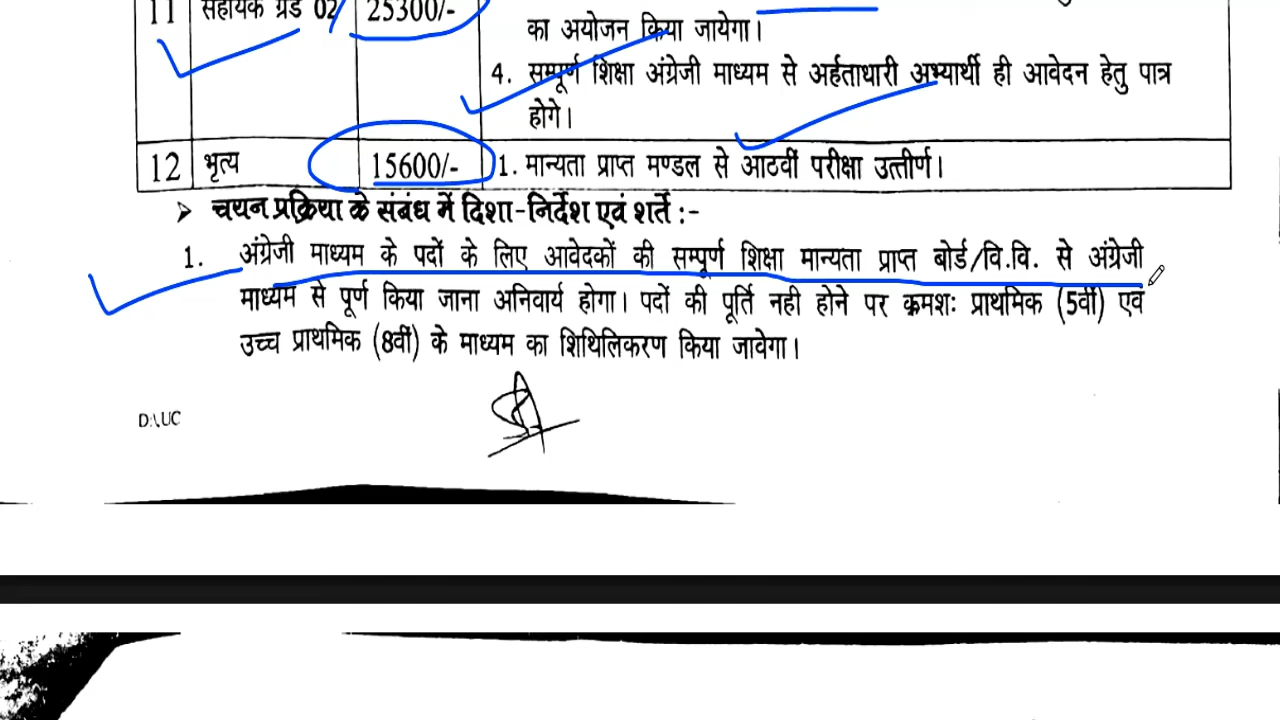 11 सहायक ग्रेड 02 25300/-
का अयोजन किया जायेगा।
4. सम्पूर्ण शिक्षा अंग्रेजी माध्यम से अर्हताधारी अभ्यार्थी ही आवेदन हेतु पात्र
होगे।
12 भृत्य 15600/- 1. मान्यता प्राप्त मण्डल से आठवीं परीक्षा उत्तीर्ण।
➢ चयन प्रक्रिया के संबंध में दिशा-निर्देश एवं शर्ते :-
1. अंग्रेजी माध्यम के पदों के लिए आवेदकों की सम्पूर्ण शिक्षा मान्यता प्राप्त बोर्ड/वि.वि. से अंग्रेजी
माध्यम से पूर्ण किया जाना अनिवार्य होगा। पदों की पूर्ति नही होने पर क्रमशः प्राथमिक (5वीं) एवं
उच्च प्राथमिक (8वीं) के माध्यम का शिथिलिकरण किया जावेगा।
D:\UC